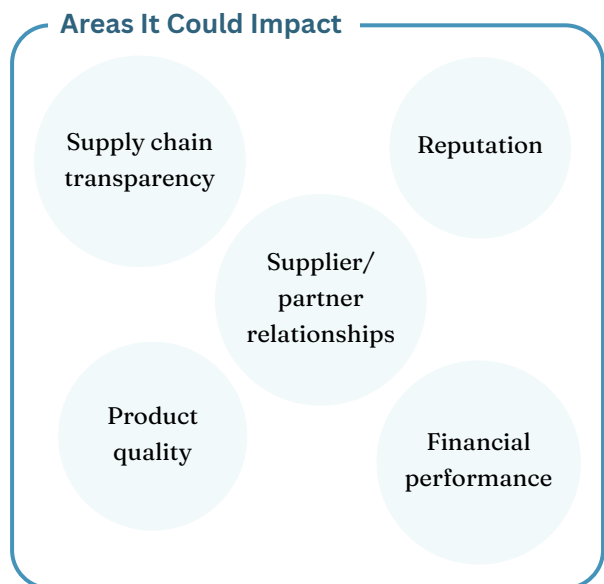 Areas It Could Impact
Supply chain
transparency
Reputation
Supplier/
partner
relationships
Product
quality
Financial
performance